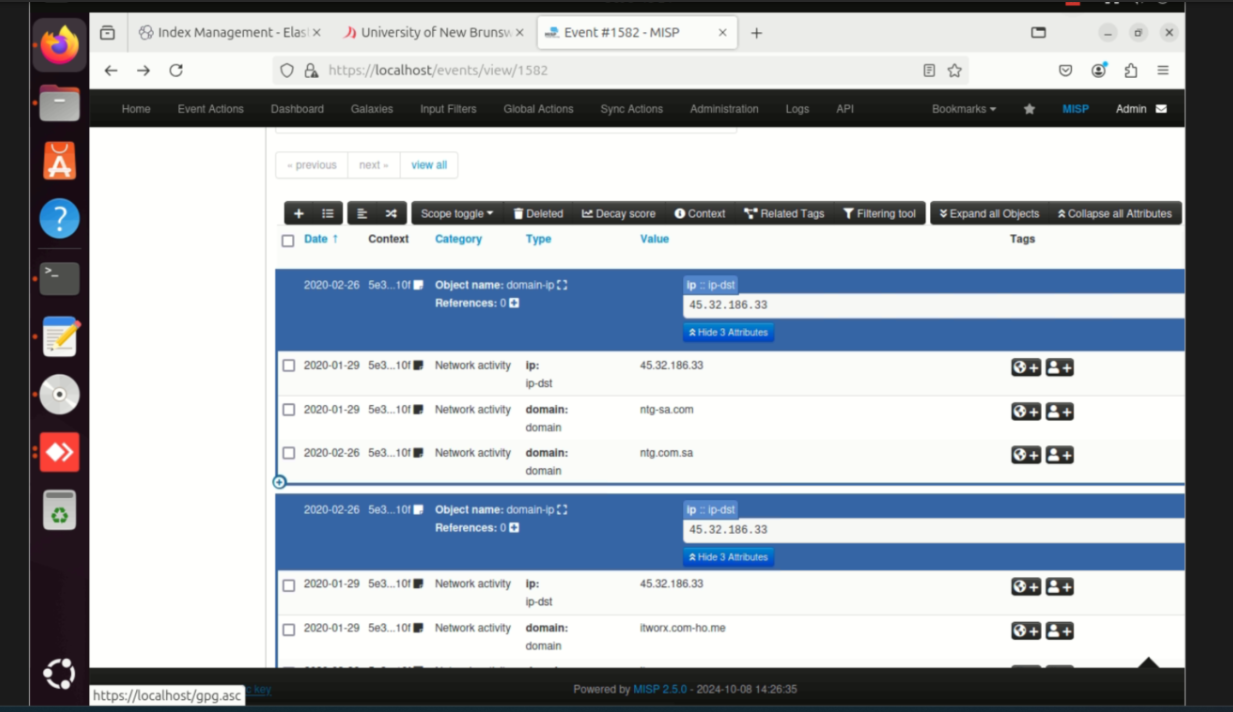 Index Management - Elas
University of New Brunsw
Event #1582 - MISP
https://localhost/events/view/1582
Home Event Actions Dashboard Galaxies Input Filters Global Actions Sync Actions Administration Logs API Bookmarks MISP Admin
« previous next » view all
Scope toggle Deleted Decay score Context Related Tags Filtering tool Expand all Objects Collapse all Attributes
Date ↑ Context Category Type Value Tags
2020-02-26 5e3...10f Object name: domain-ip ip :: ip-dst
References: 0 45.32.186.33
Hide 3 Attributes
2020-01-29 5e3...10f Network activity ip: 45.32.186.33
ip-dst
2020-01-29 5e3...10f Network activity domain: ntg-sa.com
domain
2020-02-26 5e3...10f Network activity domain: ntg.com.sa
domain
2020-02-26 5e3...10f Object name: domain-ip ip :: ip-dst
References: 0 45.32.186.33
Hide 3 Attributes
2020-01-29 5e3...10f Network activity ip: 45.32.186.33
ip-dst
2020-01-29 5e3...10f Network activity domain: itworx.com-ho.me
domain
https://localhost/gpg.asc key Powered by MISP 2.5.0 - 2024-10-08 14:26:35